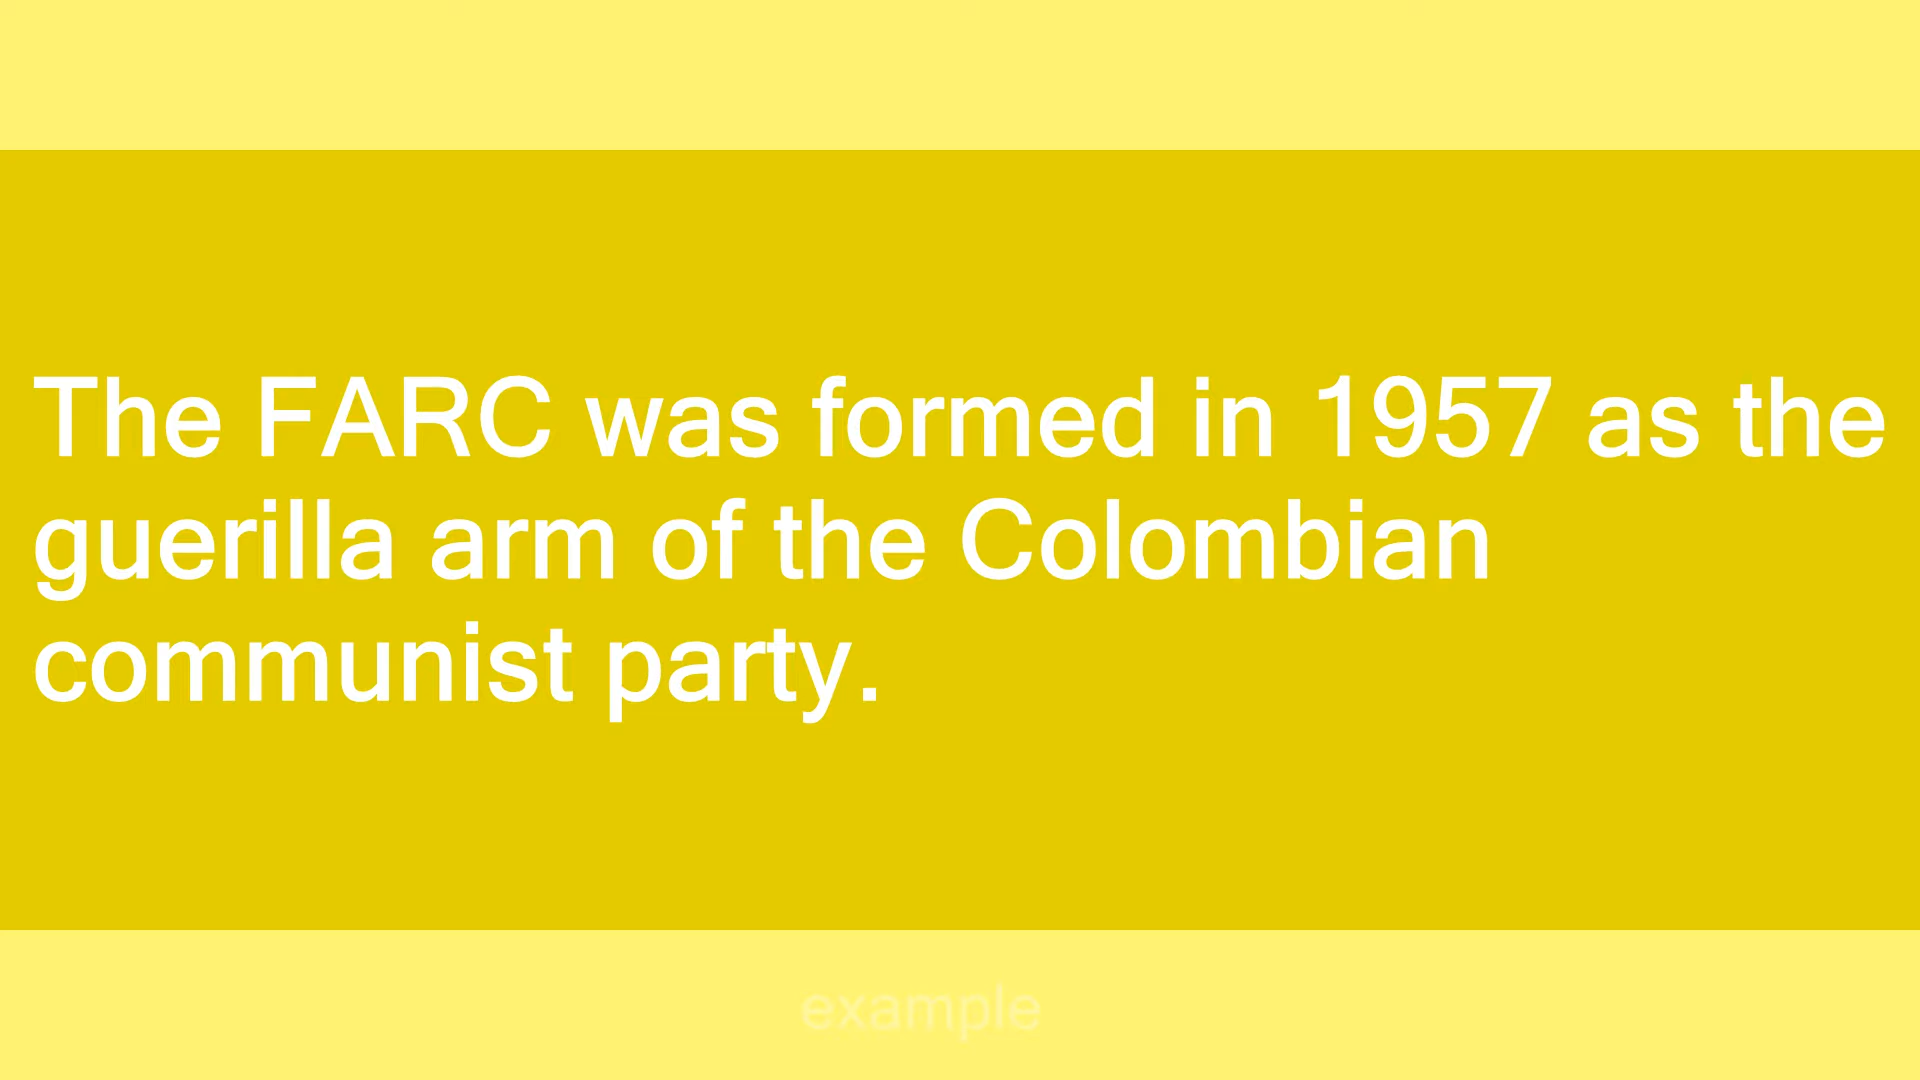 The FARC was formed in 1957 as the
guerilla arm of the Colombian
communist party.
example